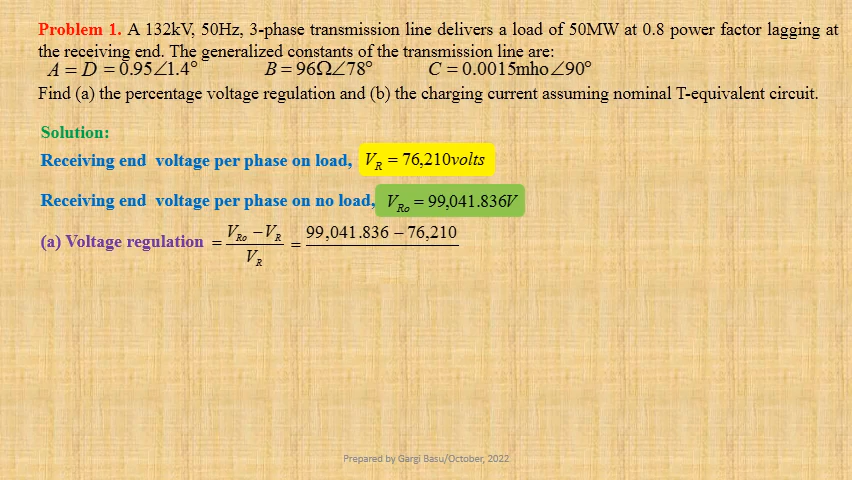 Problem 1. A 132kV, 50Hz, 3-phase transmission line delivers a load of 50MW at 0.8 power factor lagging at
the receiving end. The generalized constants of the transmission line are:
A = D = 0.95∠1.4° B = 96Ω∠78° C = 0.0015mho∠90°
Find (a) the percentage voltage regulation and (b) the charging current assuming nominal T-equivalent circuit.
Solution:
Receiving end voltage per phase on load, V_R = 76,210volts
Receiving end voltage per phase on no load, V_Ro = 99,041.836V
(a) Voltage regulation = (V_Ro − V_R) / V_R = 99,041.836 − 76,210
Prepared by Gargi Basu/October, 2022